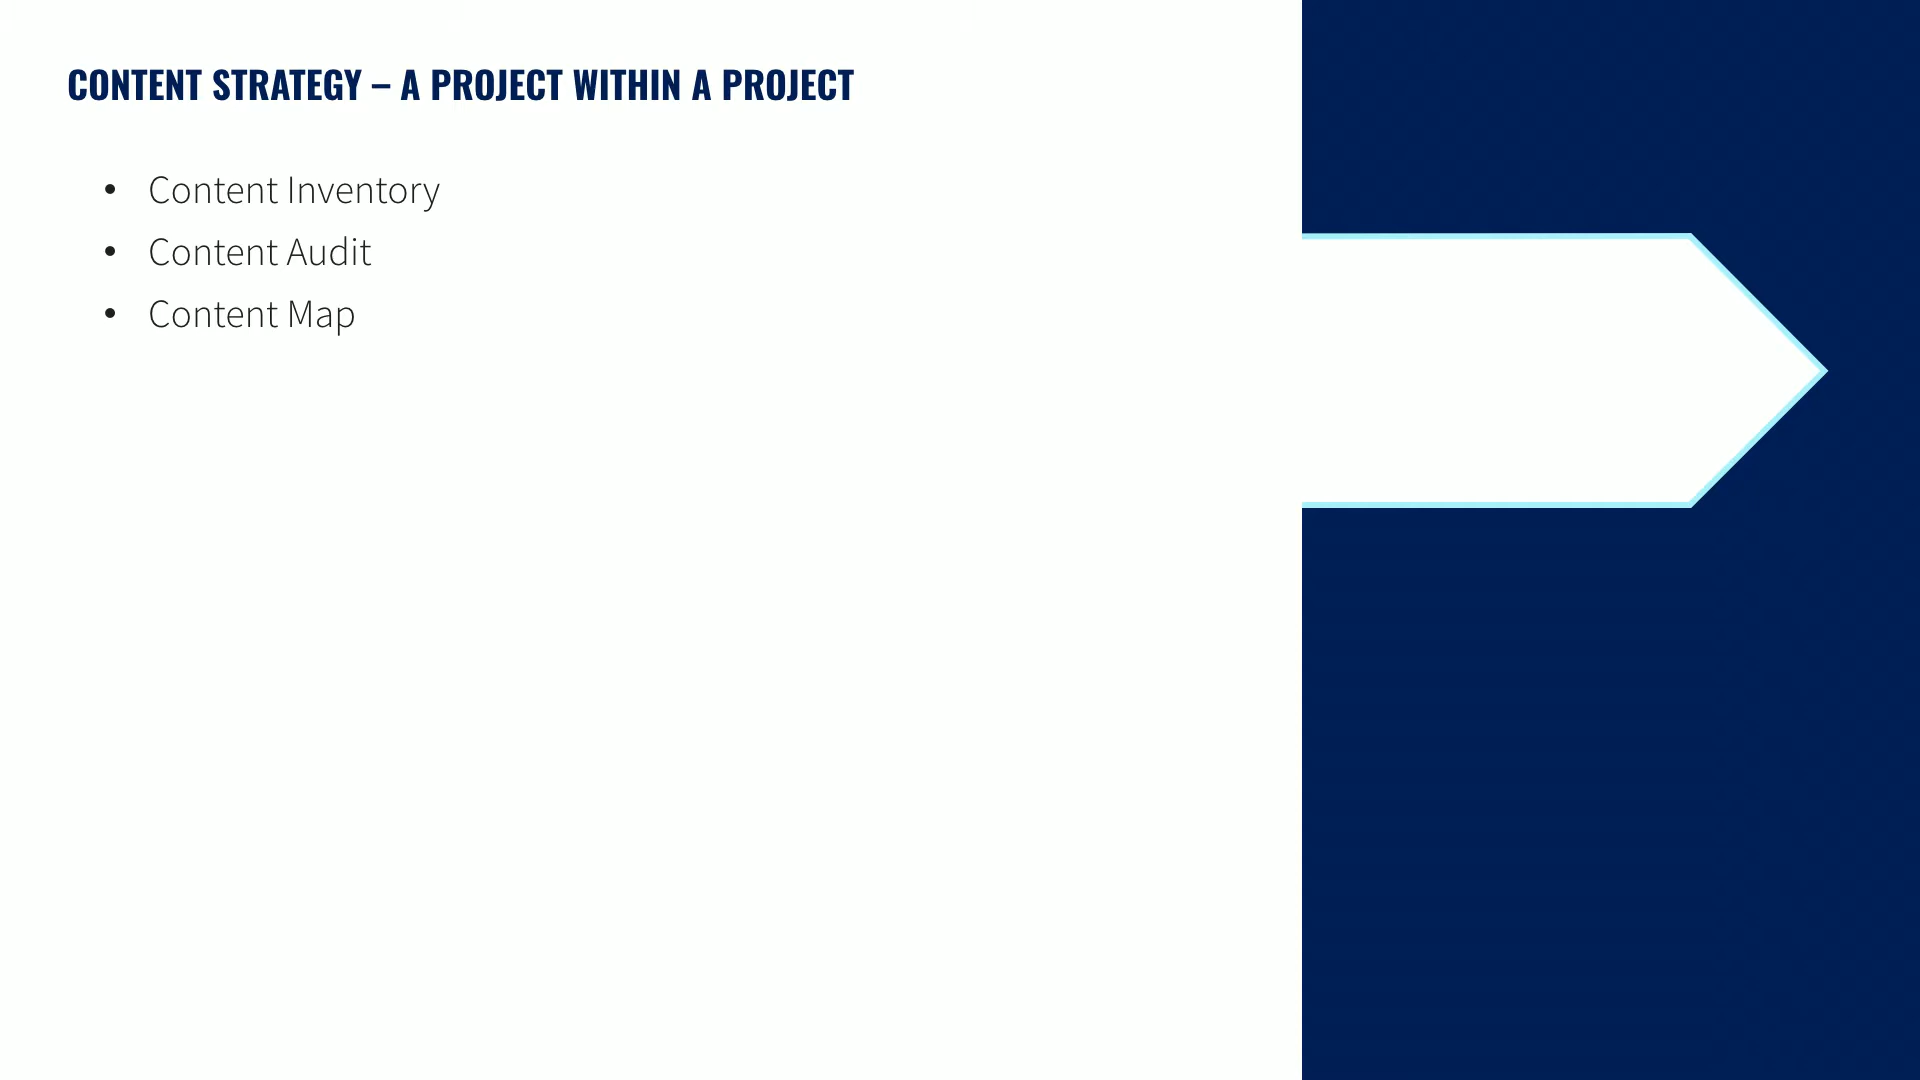 CONTENT STRATEGY – A PROJECT WITHIN A PROJECT
• Content Inventory
• Content Audit
• Content Map